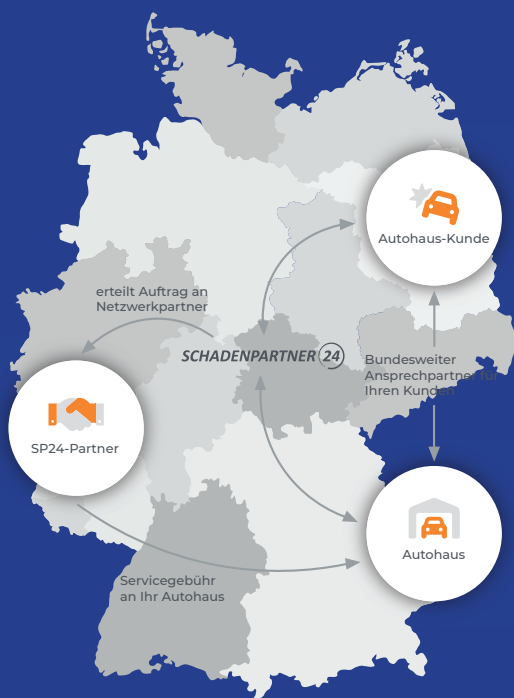 Autohaus-Kunde
erteilt Auftrag an
Netzwerkpartner
SCHADENPARTNER 24
Bundesweiter
Ansprechpartner für
Ihren Kunden
SP24-Partner
Autohaus
Servicegebühr
an Ihr Autohaus